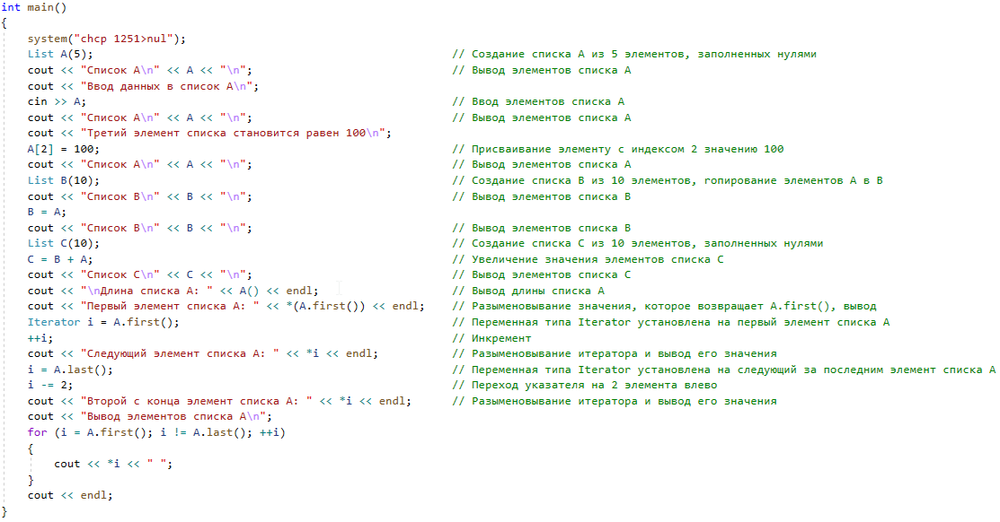 int main()
{
system("chcp 1251>nul");
List A(5); // Создание списка A из 5 элементов, заполненных нулями
cout << "Список A\n" << A << "\n"; // Вывод элементов списка A
cout << "Ввод данных в список A\n";
cin >> A; // Ввод элементов списка A
cout << "Список A\n" << A << "\n"; // Вывод элементов списка A
cout << "Третий элемент списка становится равен 100\n";
A[2] = 100; // Присваивание элементу с индексом 2 значению 100
cout << "Список A\n" << A << "\n"; // Вывод элементов списка A
List B(10); // Создание списка B из 10 элементов, гопирование элементов A в B
cout << "Список B\n" << B << "\n"; // Вывод элементов списка B
B = A;
cout << "Список B\n" << B << "\n"; // Вывод элементов списка B
List C(10); // Создание списка C из 10 элементов, заполненных нулями
C = B + A; // Увеличение значения элементов списка C
cout << "Список C\n" << C << "\n"; // Вывод элементов списка C
cout << "\nДлина списка A: " << A() << endl; // Вывод длины списка A
cout << "Первый элемент списка A: " << *(A.first()) << endl; // Разыменовывание значения, которое возвращает A.first(), вывод
Iterator i = A.first(); // Переменная типа Iterator установлена на первый элемент списка A
++i; // Инкремент
cout << "Следующий элемент списка A: " << *i << endl; // Разыменовывание итератора и вывод его значения
i = A.last(); // Переменная типа Iterator установлена на следующий за последним элемент списка A
i -= 2; // Переход указателя на 2 элемента влево
cout << "Второй с конца элемент списка A: " << *i << endl; // Разыменовывание итератора и вывод его значения
cout << "Вывод элементов списка A\n";
for (i = A.first(); i != A.last(); ++i)
{
cout << *i << " ";
}
cout << endl;
}